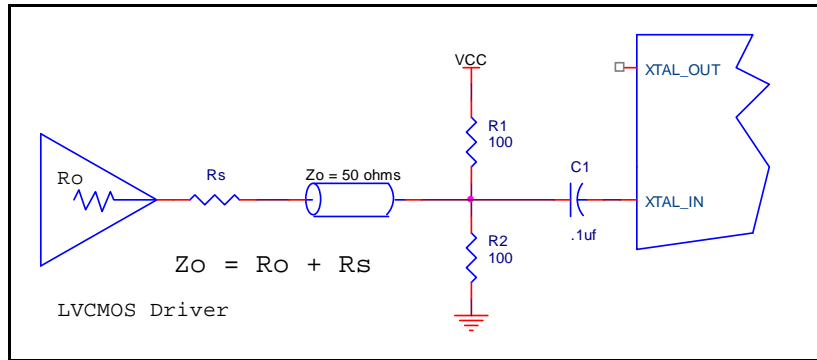 VCC
XTAL_OUT
R1
100
Ro
Rs
Zo = 50 ohms
C1
XTAL_IN
.1uf
R2
100
Zo = Ro + Rs
LVCMOS Driver